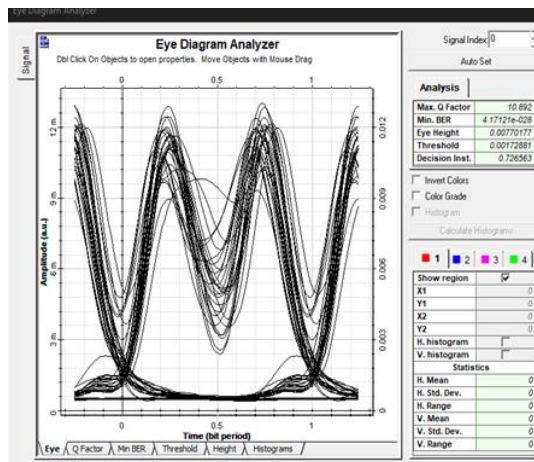 Eye Diagram Analyzer
Signal
Eye Diagram Analyzer
Dbl Click On Objects to open properties. Move Objects with Mouse Drag
0 0.5 1
Amplitude (a.u.)
12 m
9 m
6 m
3 m
0
0.012
0.009
0.006
0.003
0
0 0.5 1
Time (bit period)
Eye Q Factor Min BER Threshold Height Histograms
Signal Index: 0
Auto Set
Analysis
Max. Q Factor 10.892
Min. BER 4.17121e-028
Eye Height 0.00770177
Threshold 0.00172881
Decision Inst. 0.726563
Invert Colors
Color Grade
Histogram
Calculate Histograms
1 2 3 4
Show region
X1 0
Y1 0
X2 0
Y2 0
H. histogram
V. histogram
Statistics
H. Mean 0
H. Std. Dev. 0
H. Range 0
V. Mean 0
V. Std. Dev. 0
V. Range 0